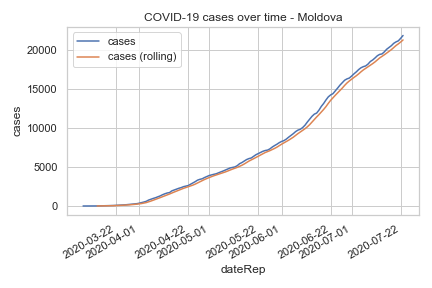 COVID-19 cases over time - Moldova
cases
cases (rolling)
20000
15000
10000
5000
0
cases
2020-03-22
2020-04-01
2020-04-22
2020-05-01
2020-05-22
2020-06-01
2020-06-22
2020-07-01
2020-07-22
dateRep